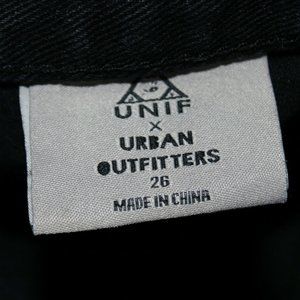 UNIF
X
URBAN
OUTFITTERS
26
MADE IN CHINA